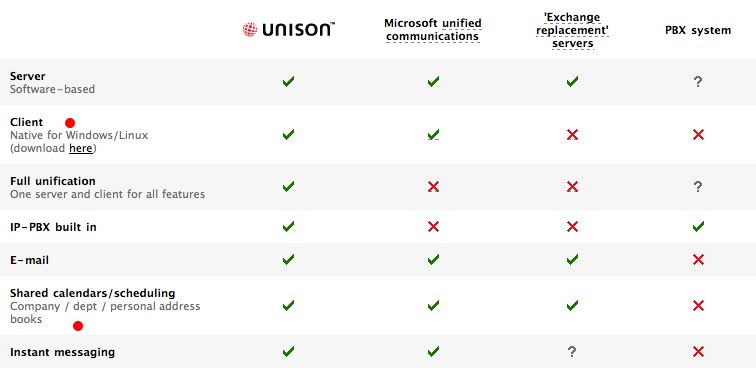 UNISON™
Microsoft unified
communications
'Exchange
replacement'
servers
PBX system
Server
Software-based
?
Client
Native for Windows/Linux
(download here)
Full unification
One server and client for all features
?
IP-PBX built in
E-mail
Shared calendars/scheduling
Company / dept / personal address
books
Instant messaging
?